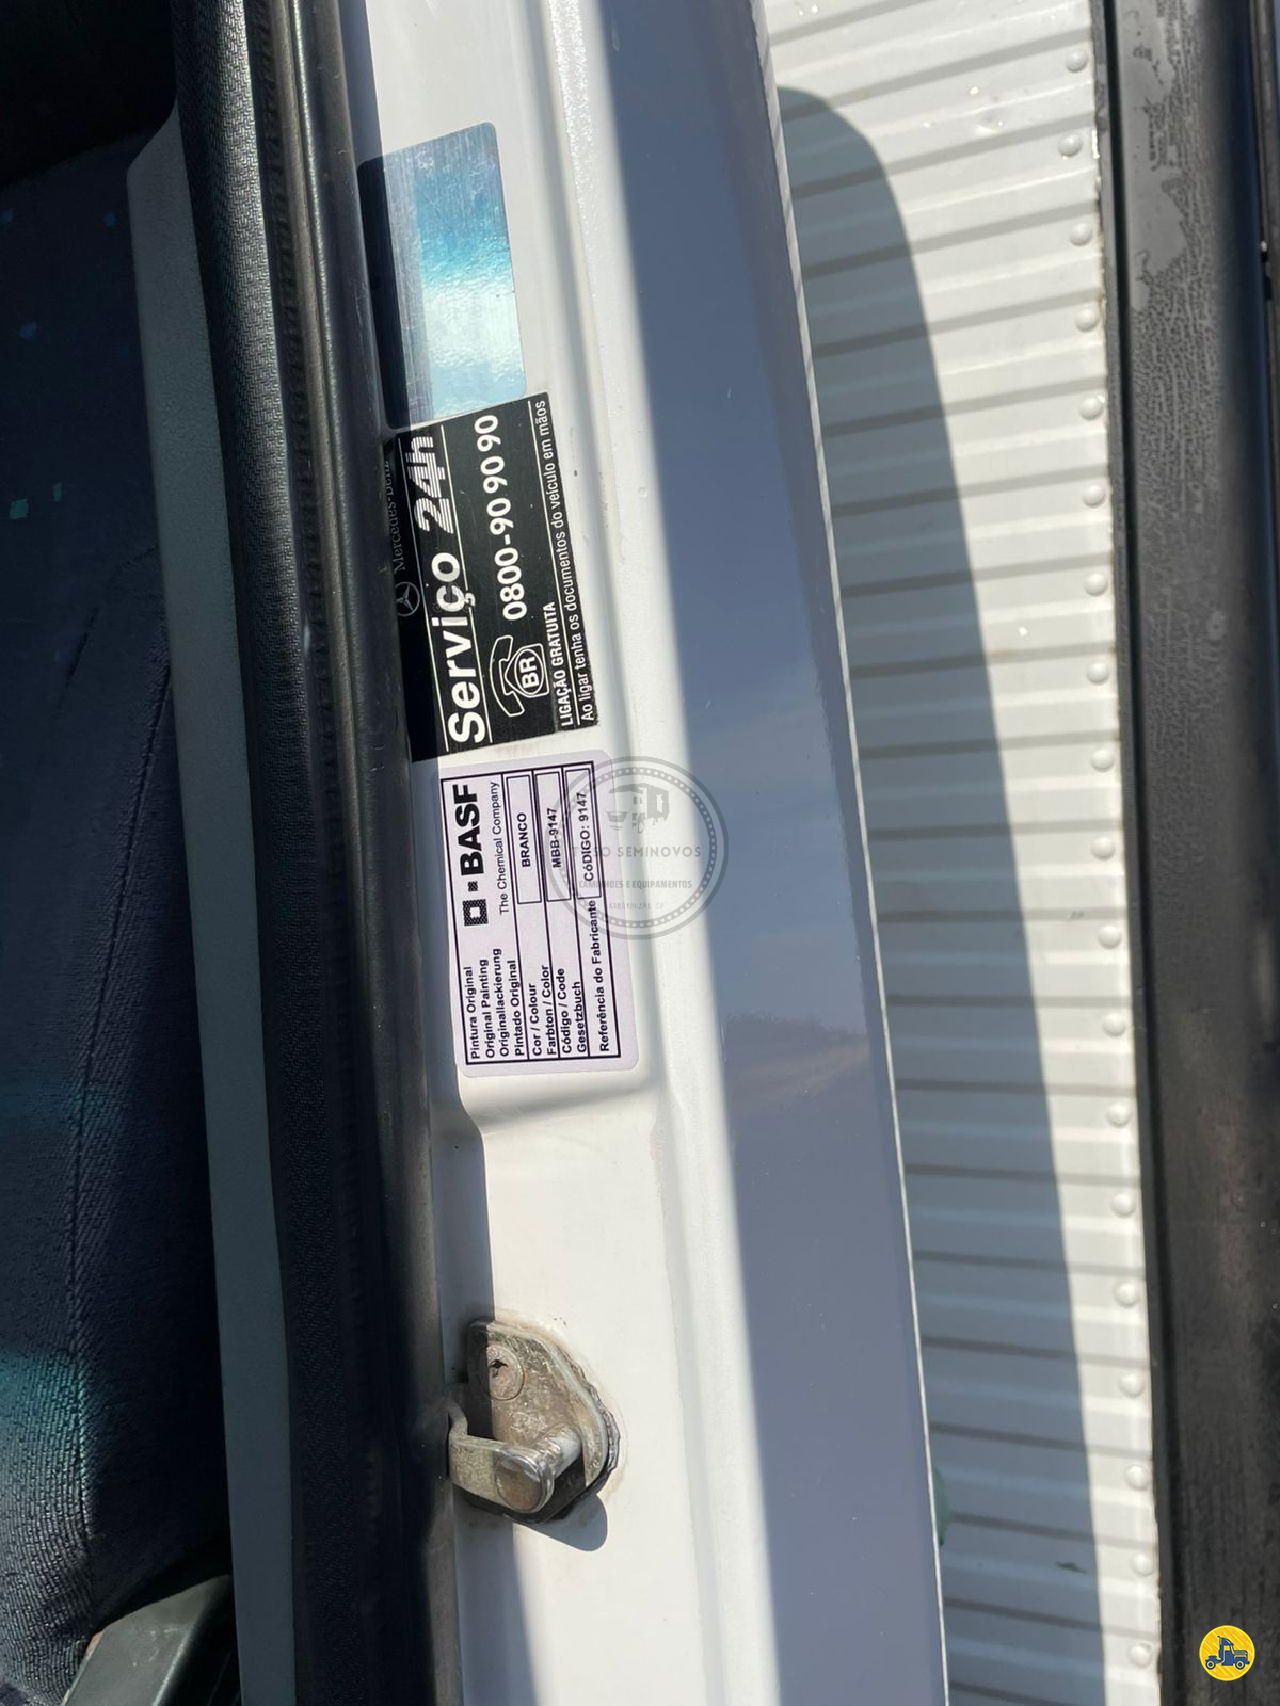 Mercedes-Benz
Serviço 24h
BR
0800-90 90 90
LIGAÇÃO GRATUITA
Ao ligar tenha os documentos do veículo em mãos
Pintura Original
Original Painting
Originallackierung
Pintado Original
BASF
The Chemical Company
Cor / Colour
Farbton / Color
BRANCO
Código / Code
Gesetzbuch
MBB-9147
Referência do Fabricante
CÓDIGO: 9147
SEMINOVOS
CAMINHÕES E EQUIPAMENTOS